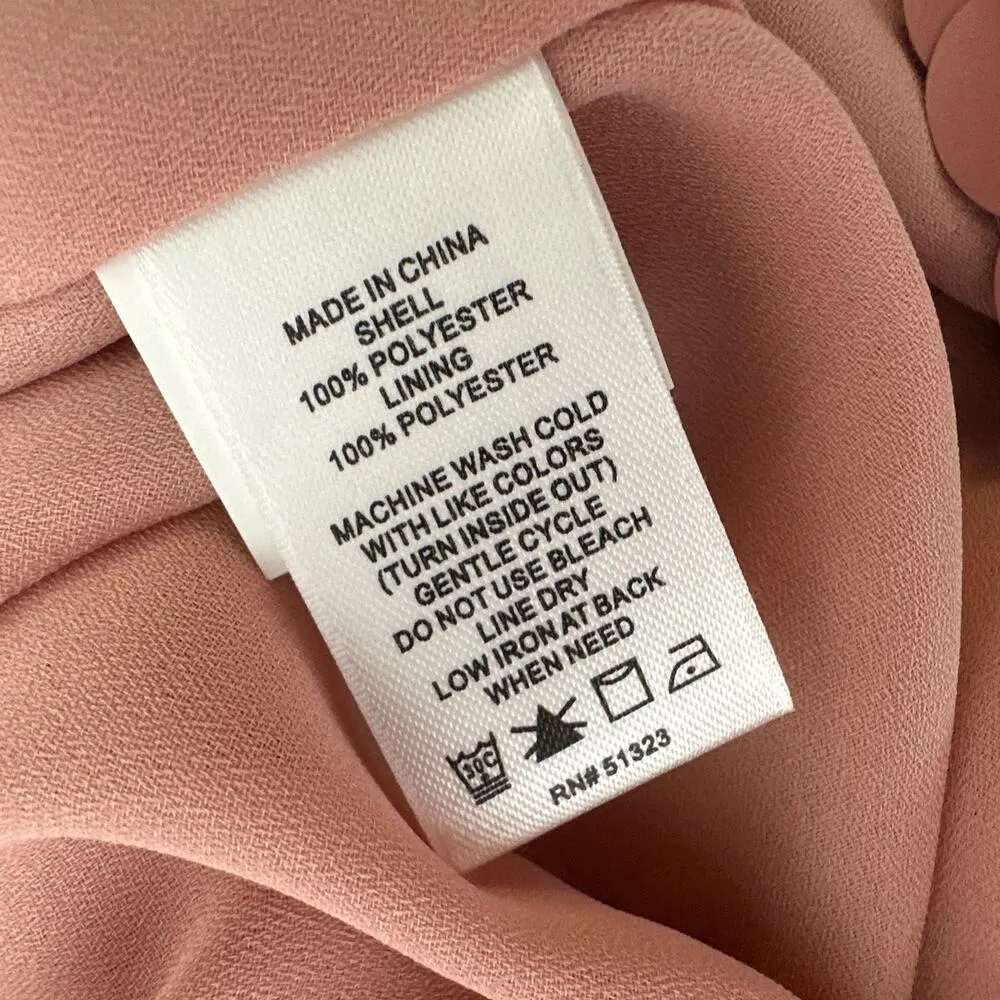 MADE IN CHINA
SHELL
100% POLYESTER
LINING
100% POLYESTER
MACHINE WASH COLD
WITH LIKE COLORS
(TURN INSIDE OUT)
GENTLE CYCLE
DO NOT USE BLEACH
LINE DRY
LOW IRON AT BACK
WHEN NEED
30C
RN# 51323